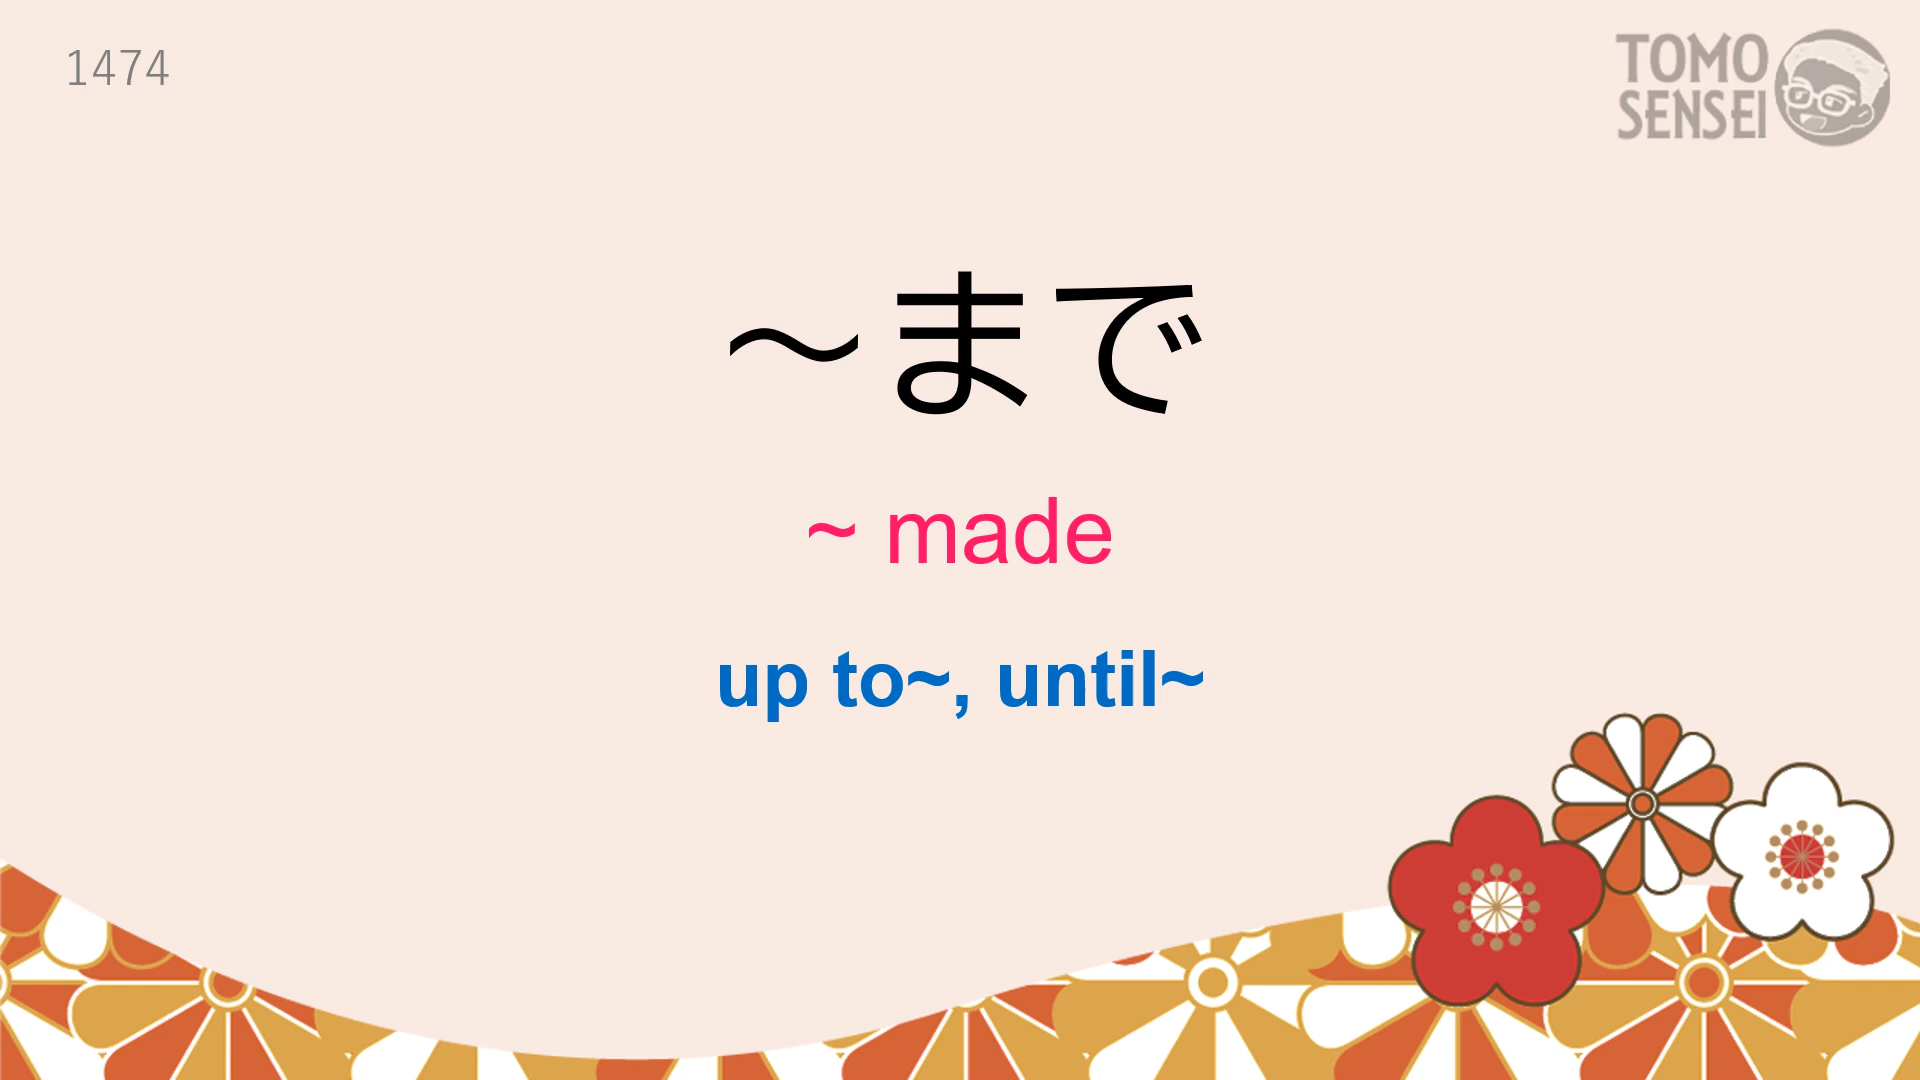 1474
TOMO
SENSEI
～まで
~ made
up to~, until~